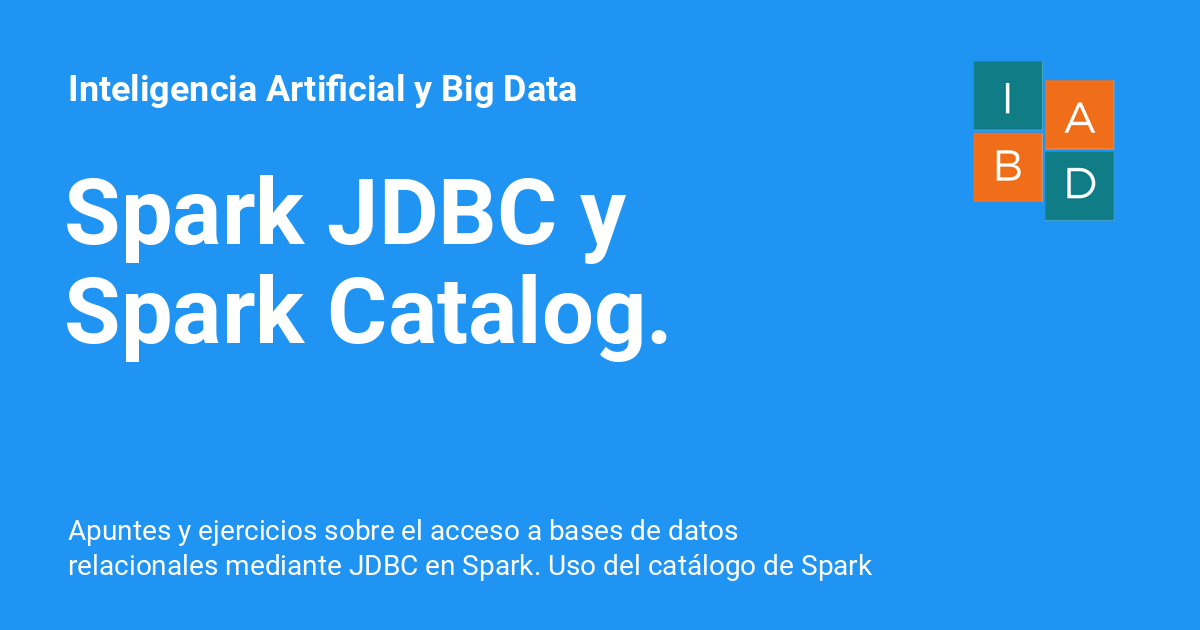 Inteligencia Artificial y Big Data
I
A
B
D
Spark JDBC y
Spark Catalog.
Apuntes y ejercicios sobre el acceso a bases de datos
relacionales mediante JDBC en Spark. Uso del catálogo de Spark